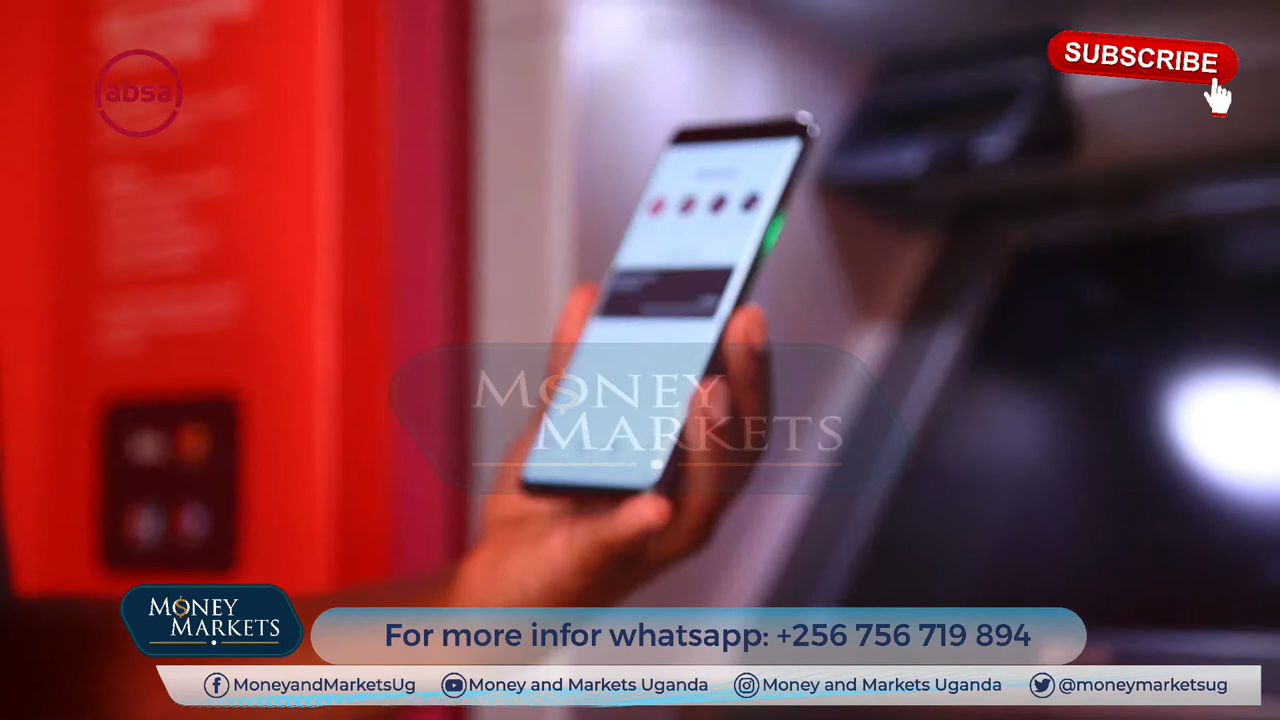 absa
SUBSCRIBE
MONEY
MARKETS
MONEY
MARKETS
For more infor whatsapp: +256 756 719 894
MoneyandMarketsUg
Money and Markets Uganda
Money and Markets Uganda
@moneymarketsug